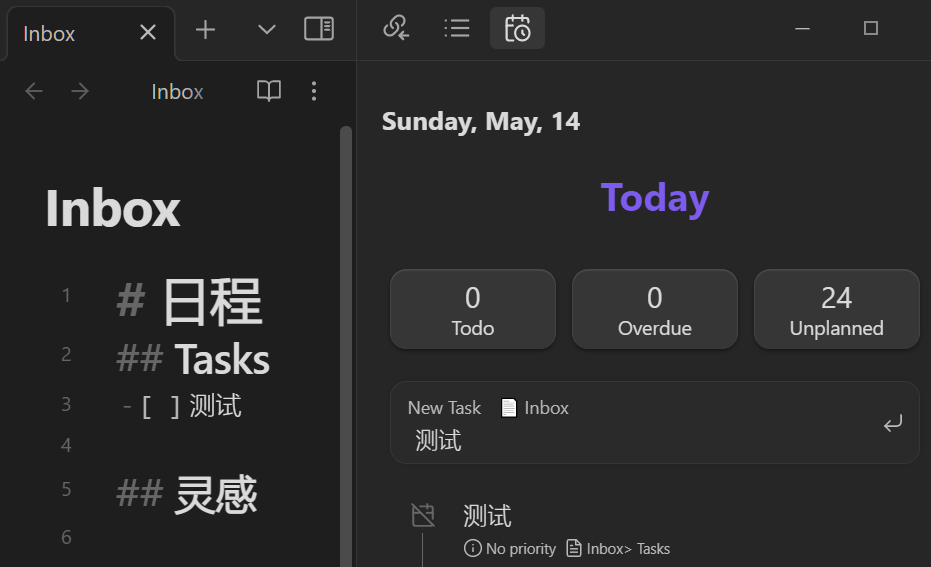 Inbox
Inbox
Inbox
1 # 日程
2 ## Tasks
3 - [ ] 测试
4
5 ## 灵感
6
Sunday, May, 14
Today
0 0 24
Todo Overdue Unplanned
New Task Inbox
测试
测试
No priority Inbox> Tasks